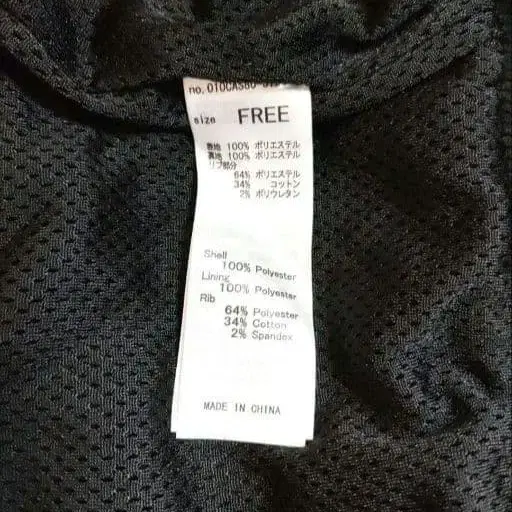 no. 010CAS80-
size FREE
表地 100% ポリエステル
裏地 100% ポリエステル
リブ部分
64% ポリエステル
34% コットン
2% ポリウレタン
Shell
100% Polyester
Lining
100% Polyester
Rib
64% Polyester
34% Cotton
2% Spandex
MADE IN CHINA